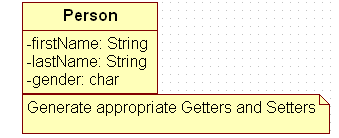 Person
-firstName: String
-lastName: String
-gender: char
Generate appropriate Getters and Setters